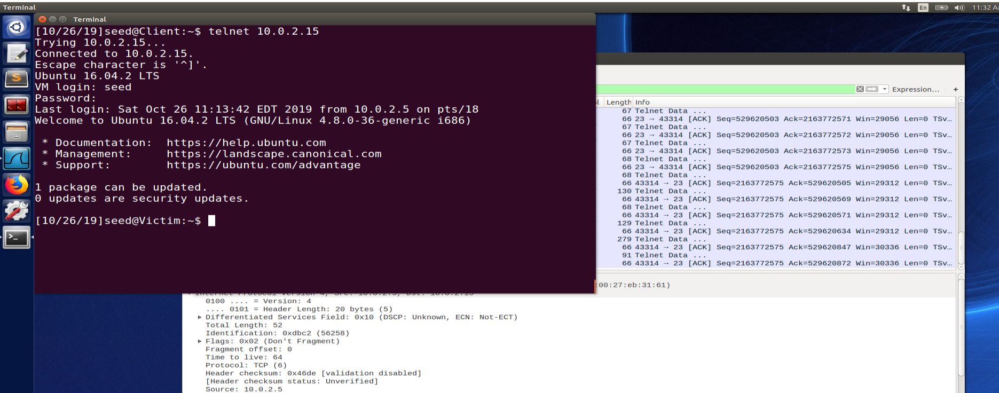 Terminal
En
11:32 A
Terminal
[10/26/19]seed@Client:~$ telnet 10.0.2.15
Trying 10.0.2.15...
Connected to 10.0.2.15.
Escape character is '^]'.
Ubuntu 16.04.2 LTS
VM login: seed
Password:
Last login: Sat Oct 26 11:13:42 EDT 2019 from 10.0.2.5 on pts/18
Welcome to Ubuntu 16.04.2 LTS (GNU/Linux 4.8.0-36-generic i686)
* Documentation: https://help.ubuntu.com
* Management: https://landscape.canonical.com
* Support: https://ubuntu.com/advantage
1 package can be updated.
0 updates are security updates.
[10/26/19]seed@Victim:~$
Expression... +
l Length Info
67 Telnet Data ...
66 23 → 43314 [ACK] Seq=529620503 Ack=2163772571 Win=29056 Len=0 TSv…
67 Telnet Data ...
66 23 → 43314 [ACK] Seq=529620503 Ack=2163772572 Win=29056 Len=0 TSv…
67 Telnet Data ...
66 23 → 43314 [ACK] Seq=529620503 Ack=2163772573 Win=29056 Len=0 TSv…
68 Telnet Data ...
66 23 → 43314 [ACK] Seq=529620503 Ack=2163772575 Win=29056 Len=0 TSv…
68 Telnet Data ...
66 43314 → 23 [ACK] Seq=2163772575 Ack=529620505 Win=29312 Len=0 TSv…
130 Telnet Data ...
66 43314 → 23 [ACK] Seq=2163772575 Ack=529620569 Win=29312 Len=0 TSv…
68 Telnet Data ...
66 43314 → 23 [ACK] Seq=2163772575 Ack=529620571 Win=29312 Len=0 TSv…
129 Telnet Data ...
66 43314 → 23 [ACK] Seq=2163772575 Ack=529620634 Win=29312 Len=0 TSv…
279 Telnet Data ...
66 43314 → 23 [ACK] Seq=2163772575 Ack=529620847 Win=30336 Len=0 TSv…
91 Telnet Data ...
66 43314 → 23 [ACK] Seq=2163772575 Ack=529620872 Win=30336 Len=0 TSv…
:00:27:eb:31:61)
Internet Protocol Version 4, Src: 10.0.2.5, Dst: 10.0.2.15
0100 .... = Version: 4
.... 0101 = Header Length: 20 bytes (5)
Differentiated Services Field: 0x10 (DSCP: Unknown, ECN: Not-ECT)
Total Length: 52
Identification: 0xdbc2 (56258)
Flags: 0x02 (Don't Fragment)
Fragment offset: 0
Time to live: 64
Protocol: TCP (6)
Header checksum: 0x46de [validation disabled]
[Header checksum status: Unverified]
Source: 10.0.2.5